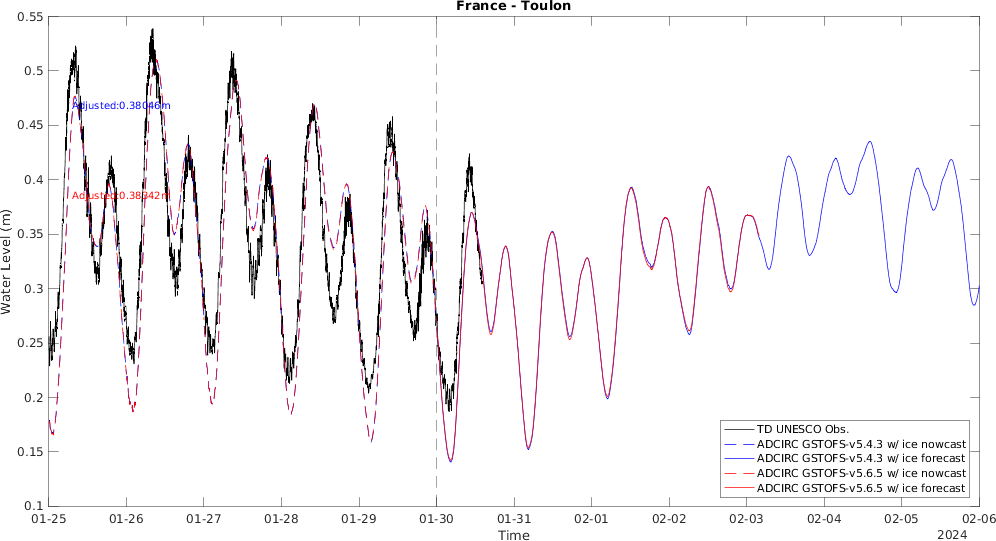 France - Toulon
0.55
0.5
0.45
0.4
0.35
0.3
0.25
0.2
0.15
0.1
Water Level (m)
Adjusted:0.38046m
Adjusted:0.38342m
TD UNESCO Obs.
ADCIRC GSTOFS-v5.4.3 w/ ice nowcast
ADCIRC GSTOFS-v5.4.3 w/ ice forecast
ADCIRC GSTOFS-v5.6.5 w/ ice nowcast
ADCIRC GSTOFS-v5.6.5 w/ ice forecast
01-25 01-26 01-27 01-28 01-29 01-30 01-31 02-01 02-02 02-03 02-04 02-05 02-06
Time
2024